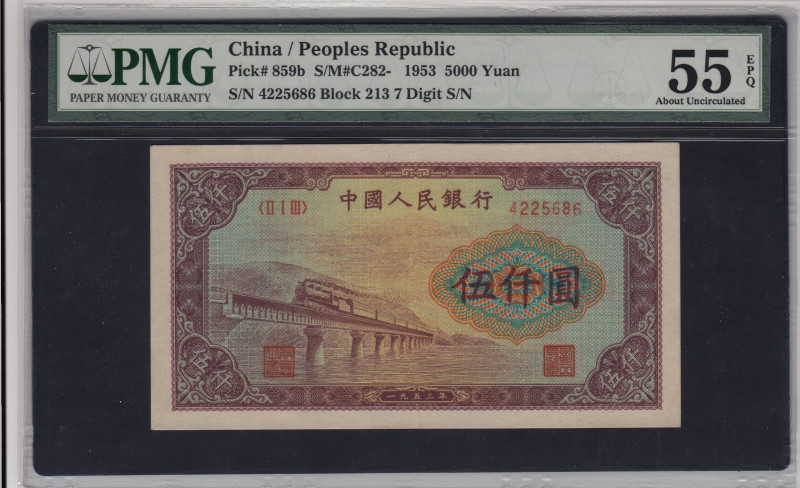 PMG
PAPER MONEY GUARANTY
China / Peoples Republic
Pick# 859b S/M#C282- 1953 5000 Yuan
S/N 4225686 Block 213 7 Digit S/N
55 EPQ
About Uncirculated
伍仟 伍仟
中國人民銀行
〈II I III〉 4225686
伍仟圓
伍仟 伍仟
一九五三年